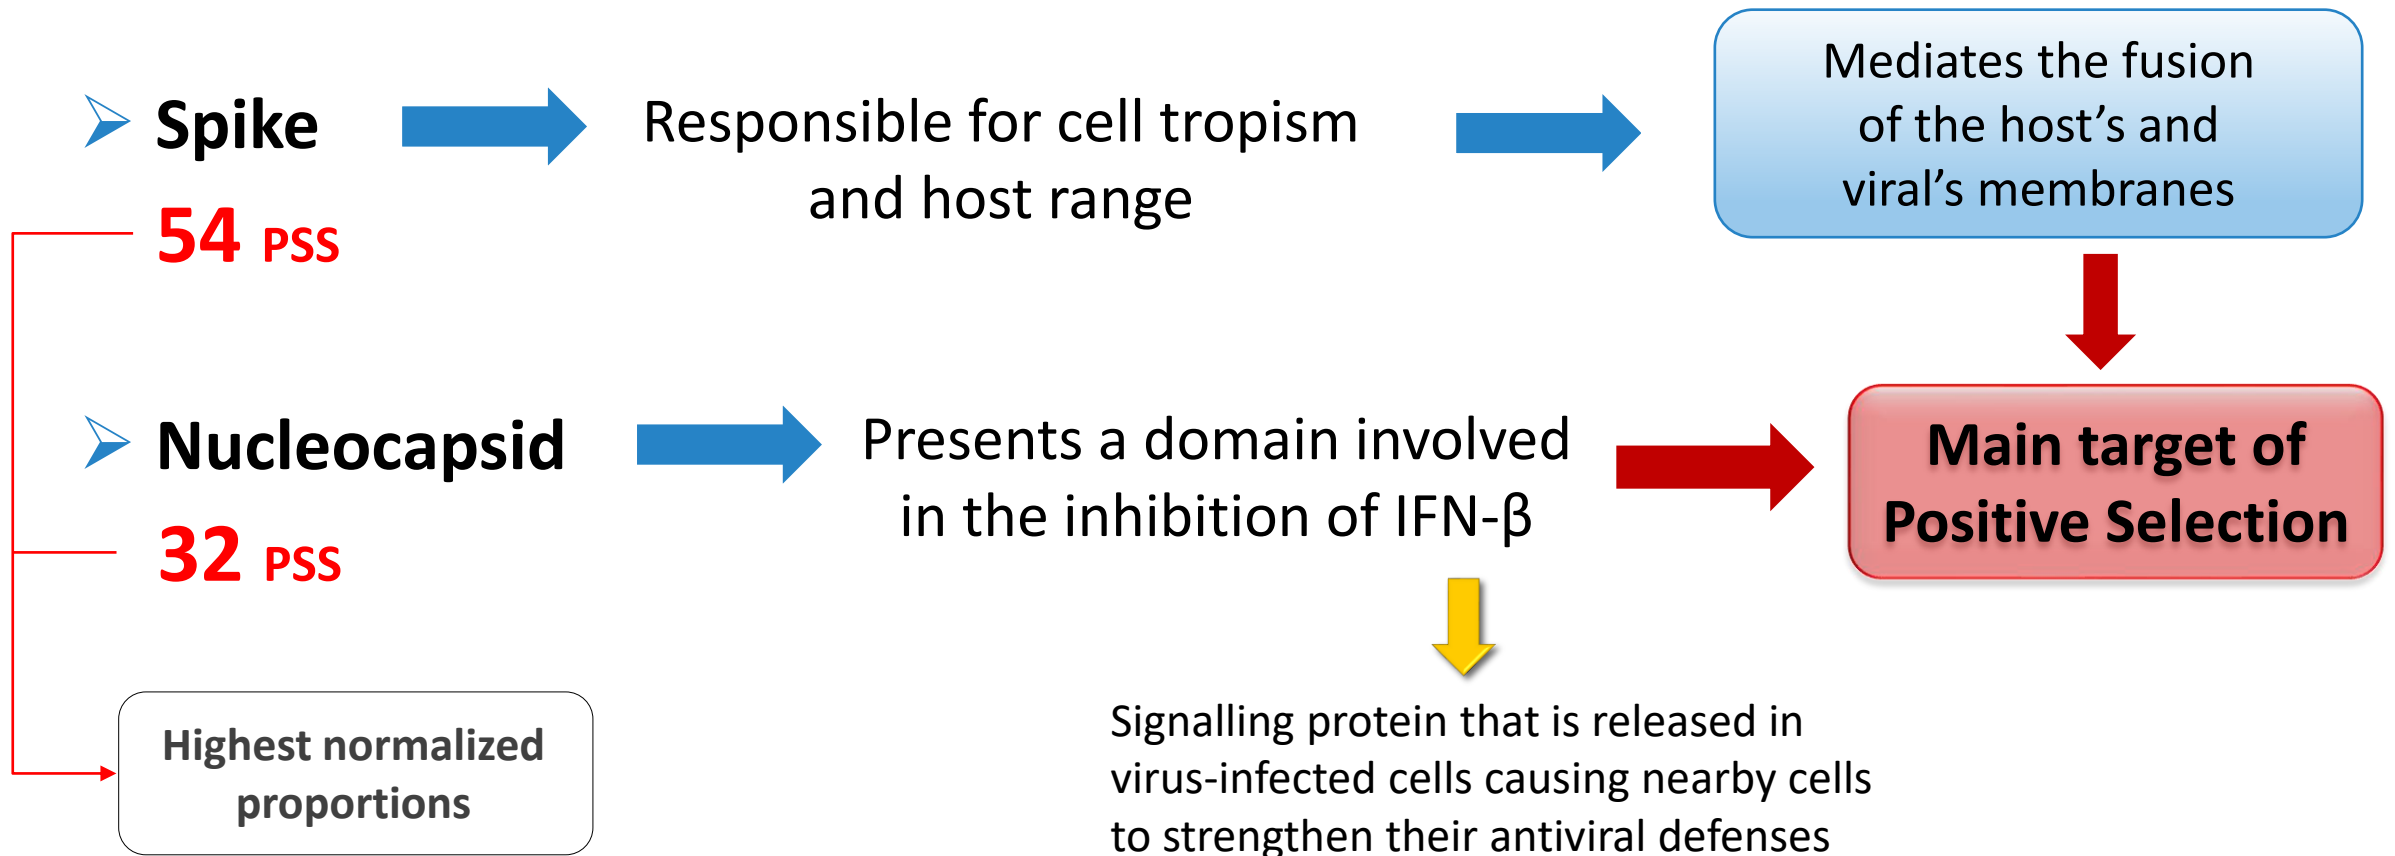 Spike
54 PSS
Responsible for cell tropism
and host range
Mediates the fusion
of the host’s and
viral’s membranes
Nucleocapsid
32 PSS
Presents a domain involved
in the inhibition of IFN-β
Main target of
Positive Selection
Highest normalized
proportions
Signalling protein that is released in
virus-infected cells causing nearby cells
to strengthen their antiviral defenses